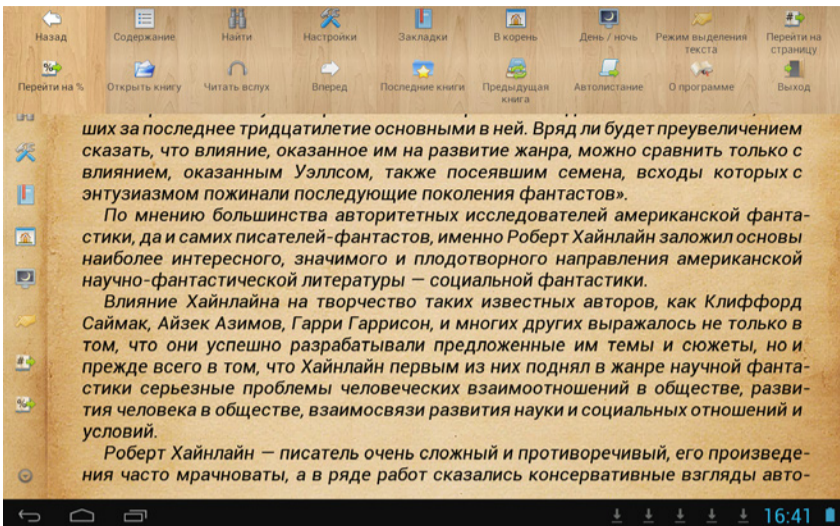 Назад Содержание Найти Настройки Закладки В корень День / ночь Режим выделения текста Перейти на страницу
Перейти на % Открыть книгу Читать вслух Вперед Последние книги Предыдущая книга Автолистание О программе Выход
ших за последнее тридцатилетие основными в ней. Вряд ли будет преувеличением
сказать, что влияние, оказанное им на развитие жанра, можно сравнить только с
влиянием, оказанным Уэллсом, также посеявшим семена, всходы которых с
энтузиазмом пожинали последующие поколения фантастов».
По мнению большинства авторитетных исследователей американской фанта-
стики, да и самих писателей-фантастов, именно Роберт Хайнлайн заложил основы
наиболее интересного, значимого и плодотворного направления американской
научно-фантастической литературы — социальной фантастики.
Влияние Хайнлайна на творчество таких известных авторов, как Клиффорд
Саймак, Айзек Азимов, Гарри Гаррисон, и многих других выражалось не только в
том, что они успешно разрабатывали предложенные им темы и сюжеты, но и
прежде всего в том, что Хайнлайн первым из них поднял в жанре научной фанта-
стики серьезные проблемы человеческих взаимоотношений в обществе, разви-
тия человека в обществе, взаимосвязи развития науки и социальных отношений и
условий.
Роберт Хайнлайн — писатель очень сложный и противоречивый, его произведе-
ния часто мрачноваты, а в ряде работ сказались консервативные взгляды авто-
16:41